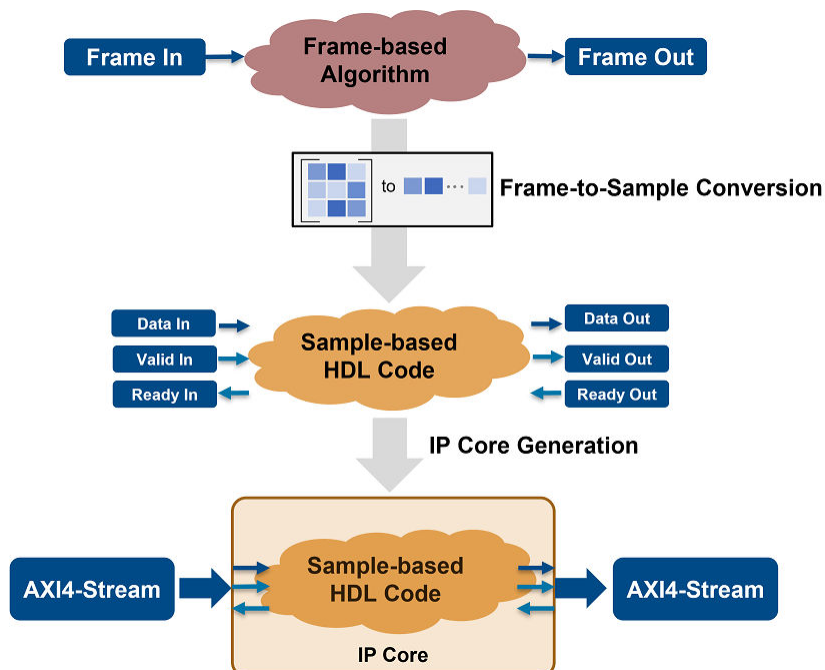 Frame In
Frame-based
Algorithm
Frame Out
to
Frame-to-Sample Conversion
Data In
Valid In
Ready In
Sample-based
HDL Code
Data Out
Valid Out
Ready Out
IP Core Generation
AXI4-Stream
Sample-based
HDL Code
AXI4-Stream
IP Core